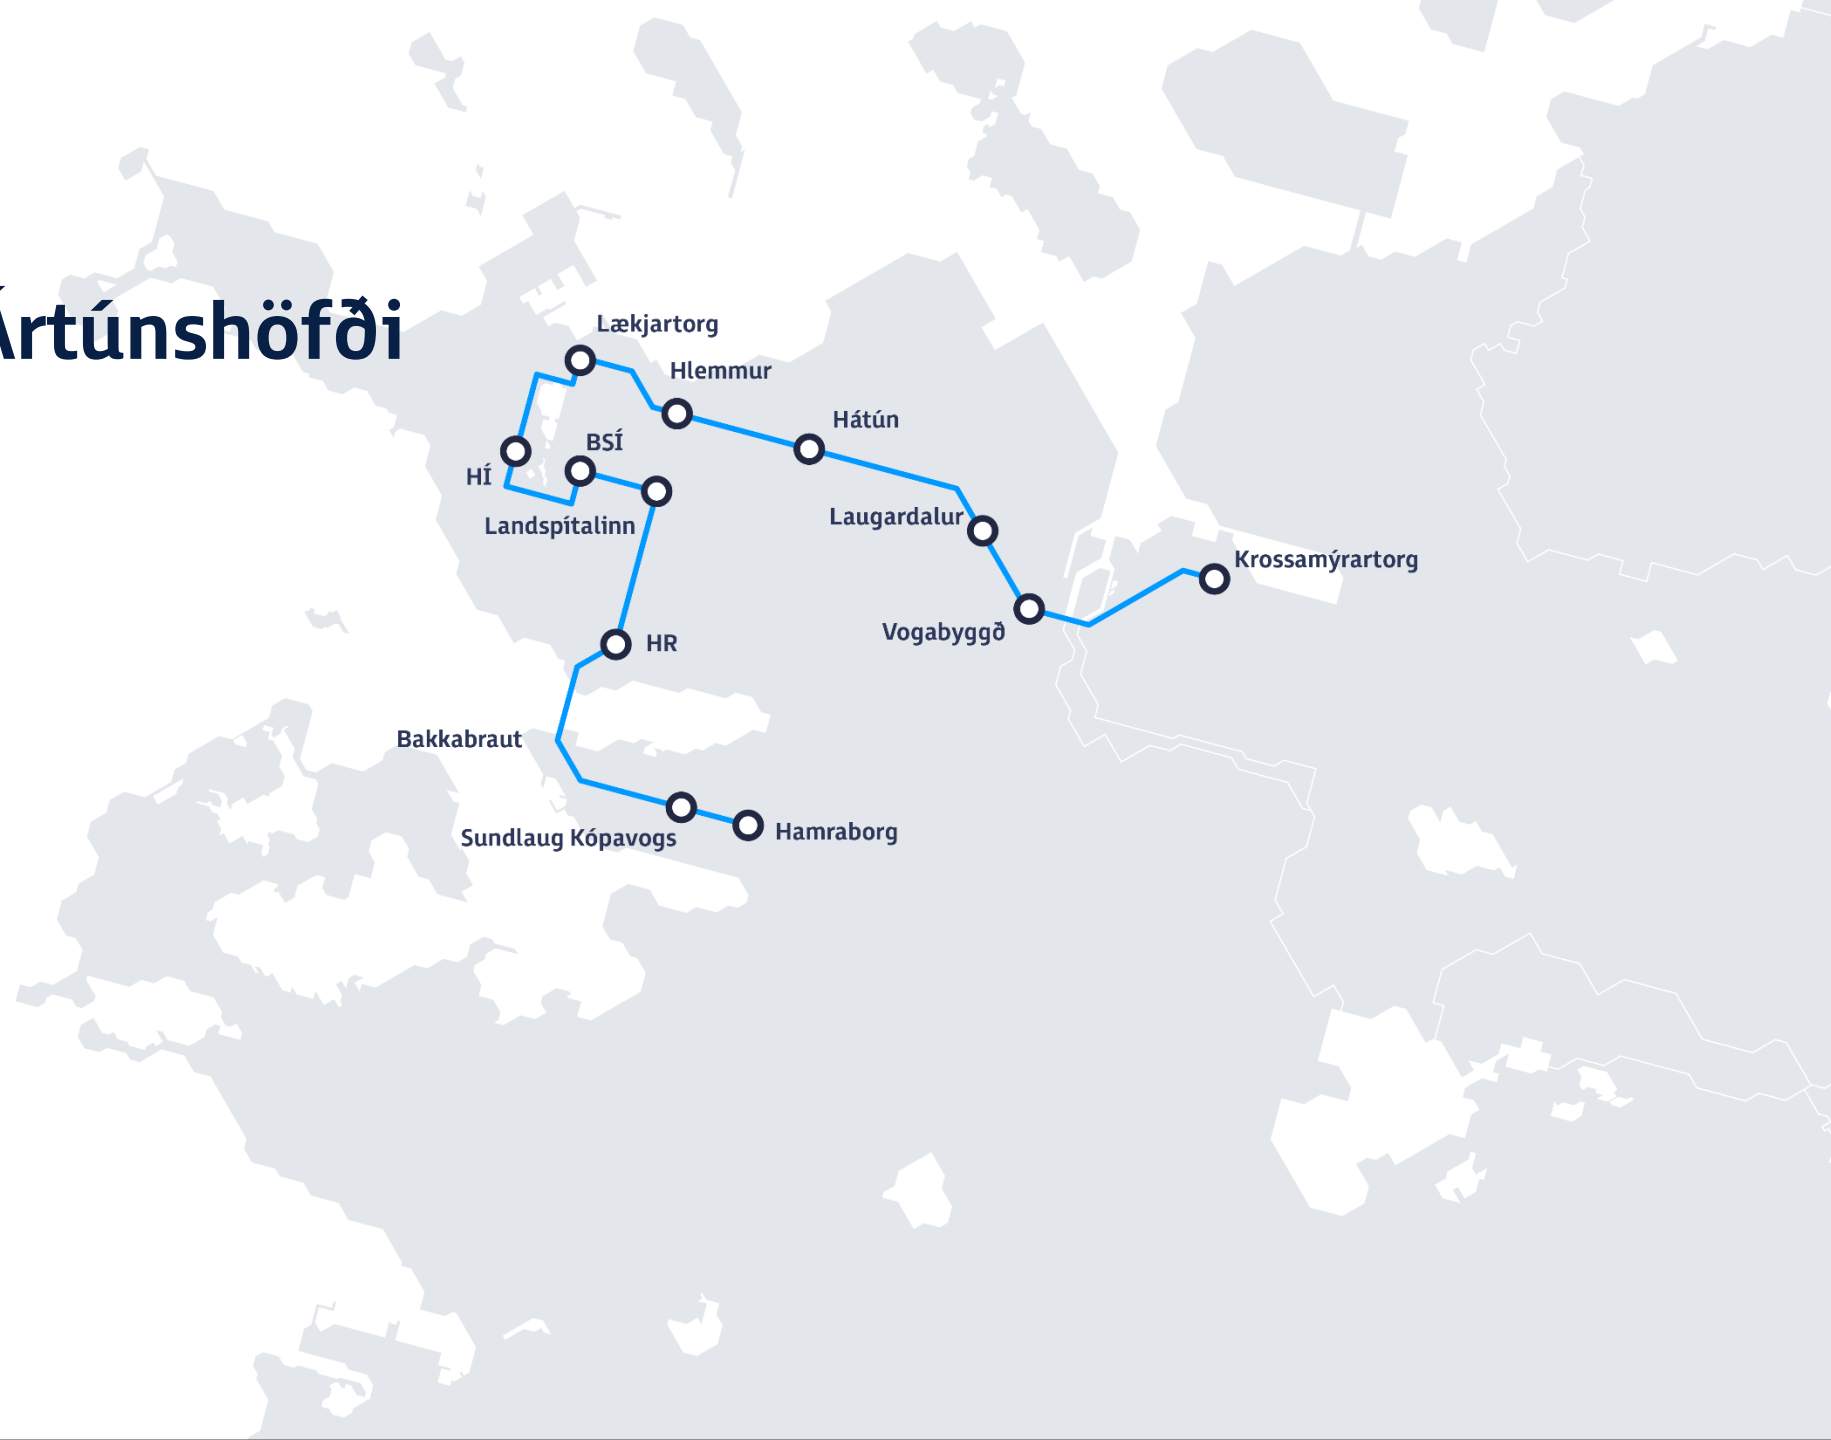 Ártúnshöfði
Lækjartorg
Hlemmur
Hátún
BSÍ
HÍ
Landspítalinn
Laugardalur
Krossamýrartorg
Vogabyggð
HR
Bakkabraut
Sundlaug Kópavogs
Hamraborg